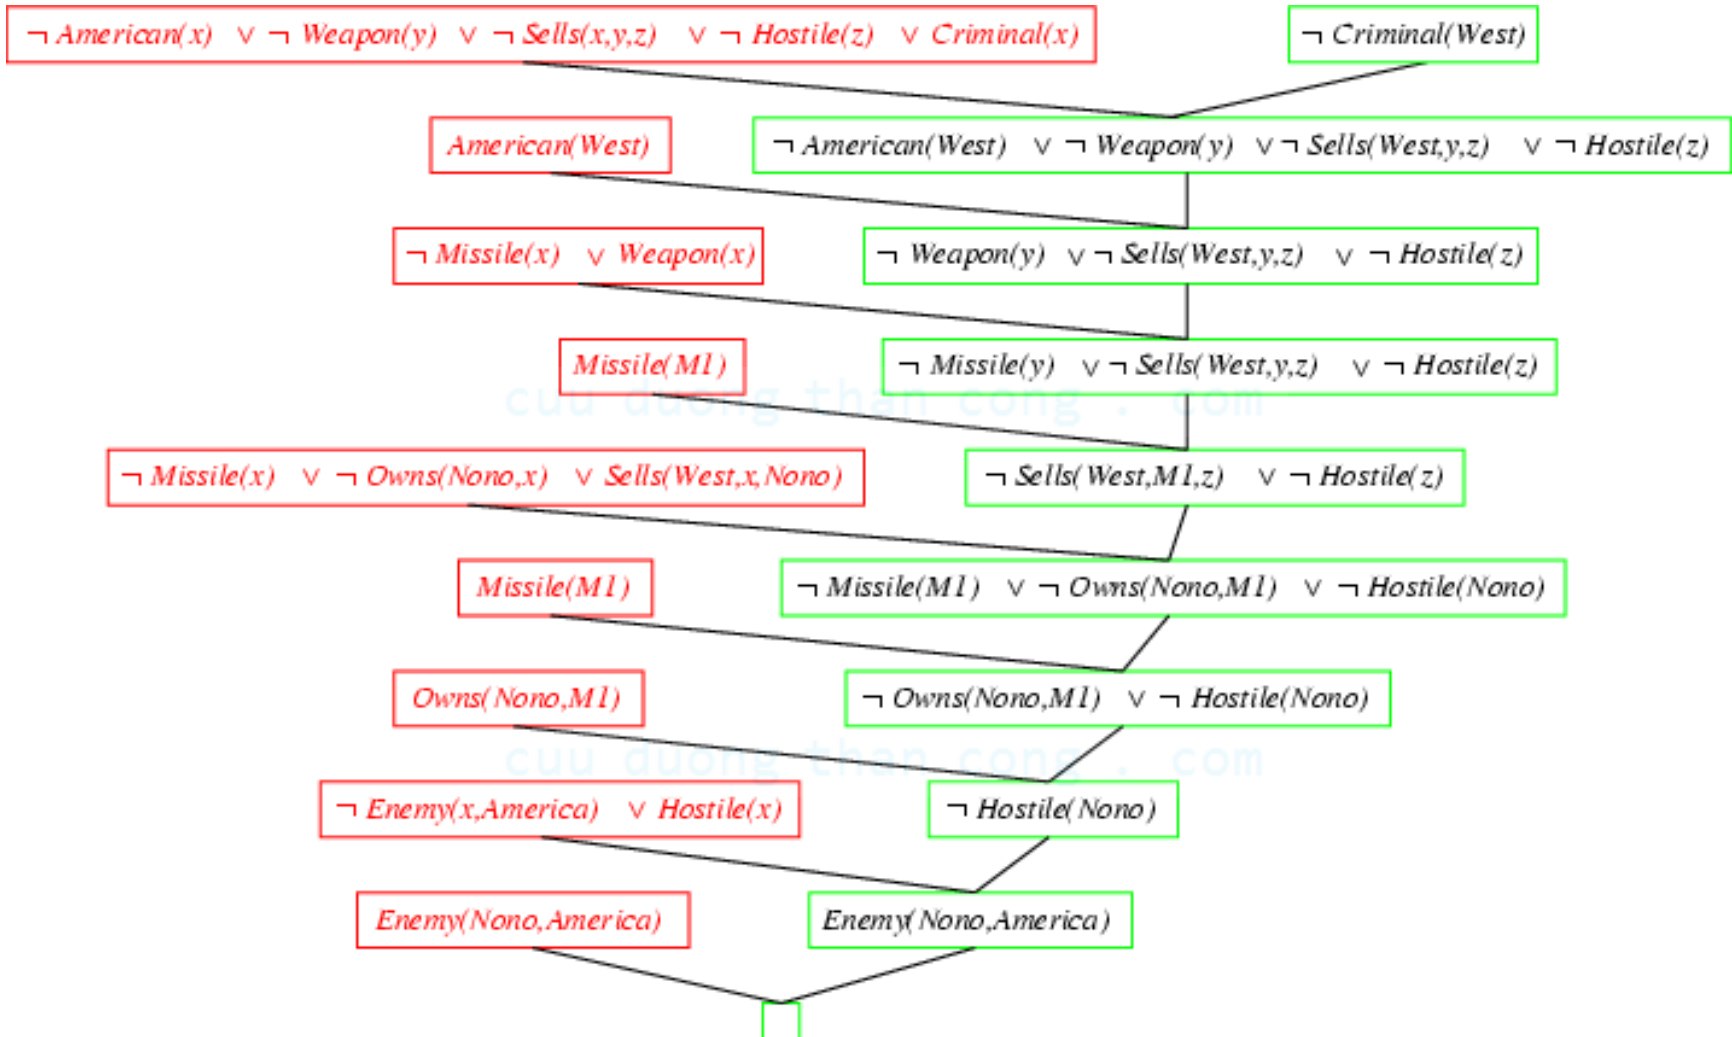 ¬ American(x) ∨ ¬ Weapon(y) ∨ ¬ Sells(x,y,z) ∨ ¬ Hostile(z) ∨ Criminal(x) ¬ Criminal(West)
American(West) ¬ American(West) ∨ ¬ Weapon(y) ∨ ¬ Sells(West,y,z) ∨ ¬ Hostile(z)
¬ Missile(x) ∨ Weapon(x) ¬ Weapon(y) ∨ ¬ Sells(West,y,z) ∨ ¬ Hostile(z)
Missile(M1) ¬ Missile(y) ∨ ¬ Sells(West,y,z) ∨ ¬ Hostile(z)
cuu duong than cong . com
¬ Missile(x) ∨ ¬ Owns(Nono,x) ∨ Sells(West,x,Nono) ¬ Sells(West,M1,z) ∨ ¬ Hostile(z)
Missile(M1) ¬ Missile(M1) ∨ ¬ Owns(Nono,M1) ∨ ¬ Hostile(Nono)
Owns(Nono,M1) ¬ Owns(Nono,M1) ∨ ¬ Hostile(Nono)
cuu duong than cong . com
¬ Enemy(x,America) ∨ Hostile(x) ¬ Hostile(Nono)
Enemy(Nono,America) Enemy(Nono,America)